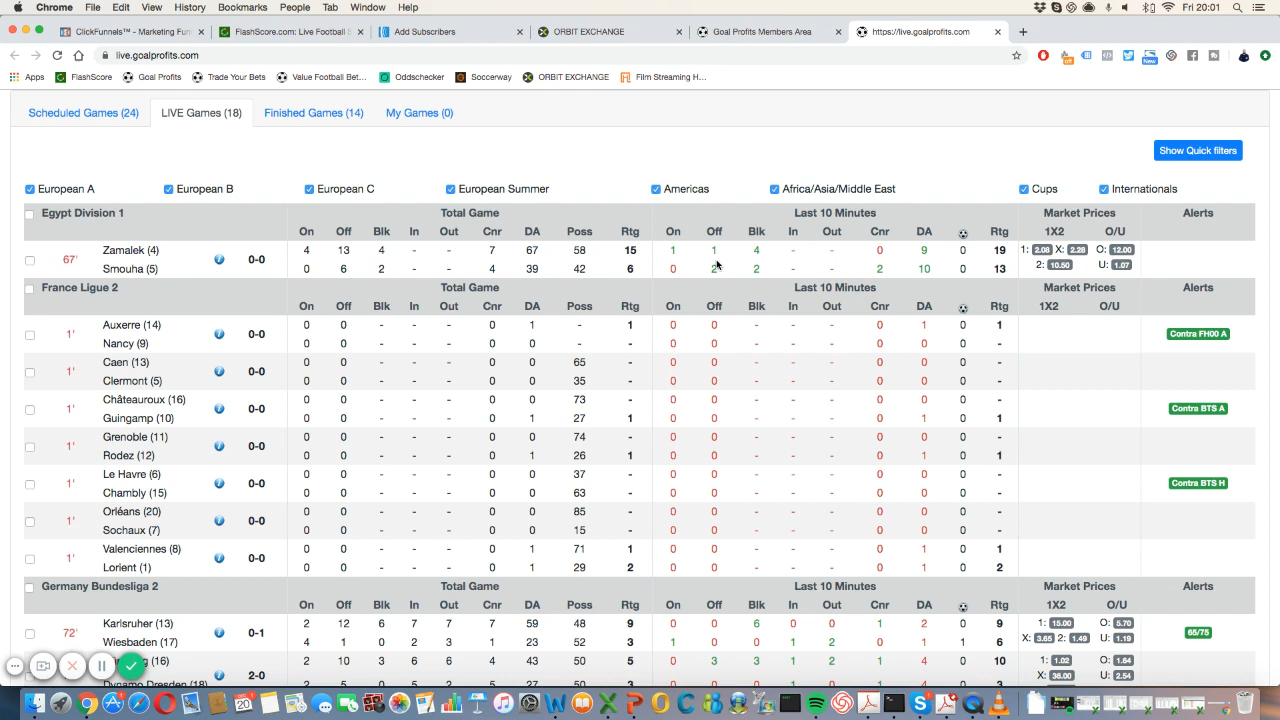 Chrome File Edit View History Bookmarks People Tab Window Help Fri 20:01
ClickFunnels™ - Marketing Fun FlashScore.com: Live Football S Add Subscribers ORBIT EXCHANGE Goal Profits Members Area https://live.goalprofits.com
live.goalprofits.com
Apps FlashScore Goal Profits Trade Your Bets Value Football Bet... Oddschecker Soccerway ORBIT EXCHANGE Film Streaming H...
Scheduled Games (24) LIVE Games (18) Finished Games (14) My Games (0)
Show Quick filters
European A European B European C European Summer Americas Africa/Asia/Middle East Cups Internationals
Egypt Division 1 Total Game Last 10 Minutes Market Prices Alerts
On Off Blk In Out Cnr DA Poss Rtg On Off Blk In Out Cnr DA Rtg 1X2 O/U
67' Zamalek (4) 0-0 4 13 4 - - 7 67 58 15 1 1 4 - - 0 9 0 19 1: 2.08 X: 2.28 O: 12.00
Smouha (5) 0 6 2 - - 4 39 42 6 0 2 2 - - 2 10 0 13 2: 10.50 U: 1.07
France Ligue 2 Total Game Last 10 Minutes Market Prices Alerts
On Off Blk In Out Cnr DA Poss Rtg On Off Blk In Out Cnr DA Rtg 1X2 O/U
1' Auxerre (14) 0-0 0 0 - - - 0 1 - 1 0 0 - - - 0 1 0 1 Contra FH00 A
Nancy (9) 0 0 - - - 0 0 - - 0 0 - - - 0 0 0 -
1' Caen (13) 0-0 0 0 - - - 0 0 65 - 0 0 - - - 0 0 0 -
Clermont (5) 0 0 - - - 0 0 35 - 0 0 - - - 0 0 0 -
1' Châteauroux (16) 0-0 0 0 - - - 0 0 73 - 0 0 - - - 0 0 0 - Contra BTS A
Guingamp (10) 0 0 - - - 0 1 27 1 0 0 - - - 0 1 0 1
1' Grenoble (11) 0-0 0 0 - - - 0 0 74 - 0 0 - - - 0 0 0 -
Rodez (12) 0 0 - - - 0 1 26 1 0 0 - - - 0 1 0 1
1' Le Havre (6) 0-0 0 0 - - - 0 0 37 - 0 0 - - - 0 0 0 - Contra BTS H
Chambly (15) 0 0 - - - 0 0 63 - 0 0 - - - 0 0 0 -
1' Orléans (20) 0-0 0 0 - - - 0 0 85 - 0 0 - - - 0 0 0 -
Sochaux (7) 0 0 - - - 0 0 15 - 0 0 - - - 0 0 0 -
1' Valenciennes (8) 0-0 0 0 - - - 0 1 71 1 0 0 - - - 0 1 0 1
Lorient (1) 0 0 - - - 0 1 29 2 0 0 - - - 0 1 0 2
Germany Bundesliga 2 Total Game Last 10 Minutes Market Prices Alerts
On Off Blk In Out Cnr DA Poss Rtg On Off Blk In Out Cnr DA Rtg 1X2 O/U
72' Karlsruher (13) 0-1 2 12 6 7 7 7 59 48 9 0 0 6 0 0 1 2 0 9 1: 15.00 O: 5.70 65/75
Wiesbaden (17) 4 1 0 2 3 0 23 52 3 1 0 0 1 2 0 1 1 6 X: 3.65 2: 1.49 U: 1.19
(16) 2-0 2 10 3 6 6 4 43 50 5 0 3 3 1 2 1 4 0 10 1: 1.02 O: 1.64
X: 36.00 U: 2.54